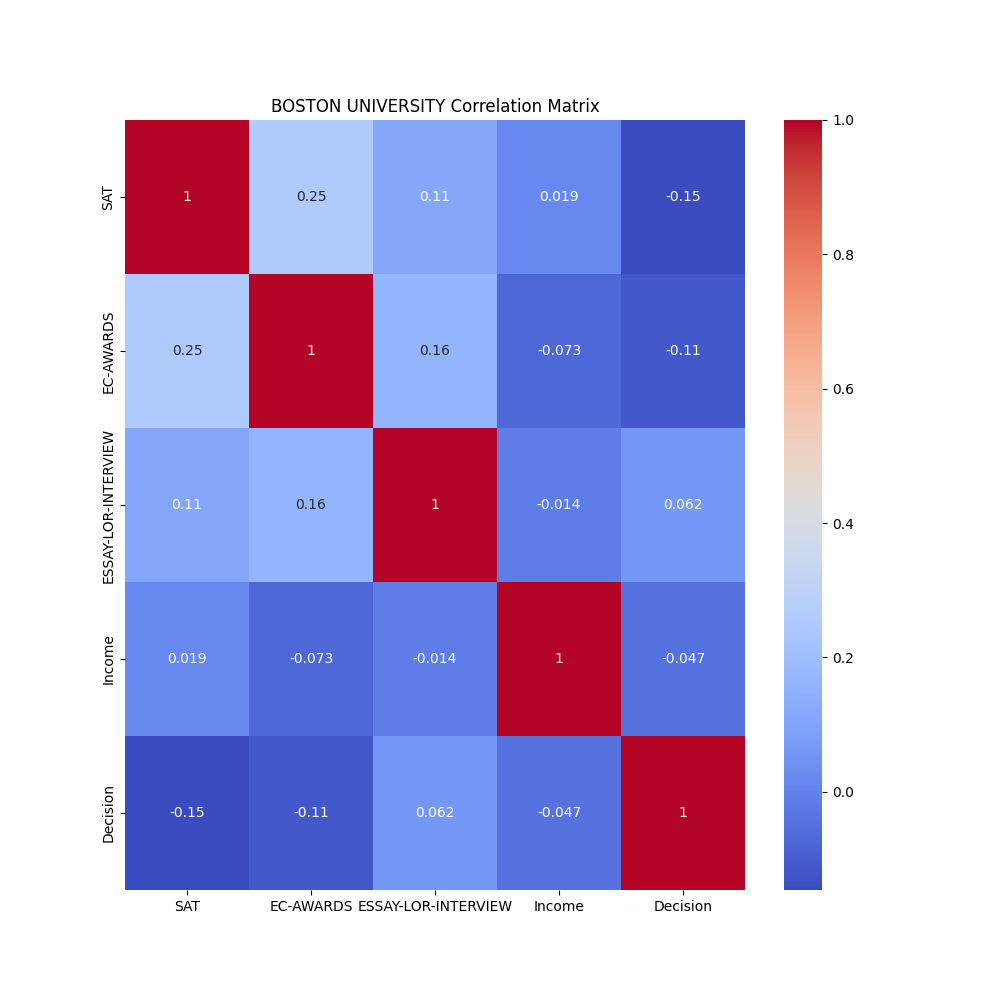 BOSTON UNIVERSITY Correlation Matrix
SAT 1 0.25 0.11 0.019 -0.15
EC-AWARDS 0.25 1 0.16 -0.073 -0.11
ESSAY-LOR-INTERVIEW 0.11 0.16 1 -0.014 0.062
Income 0.019 -0.073 -0.014 1 -0.047
Decision -0.15 -0.11 0.062 -0.047 1
SAT EC-AWARDS ESSAY-LOR-INTERVIEW Income Decision
1.0
0.8
0.6
0.4
0.2
0.0